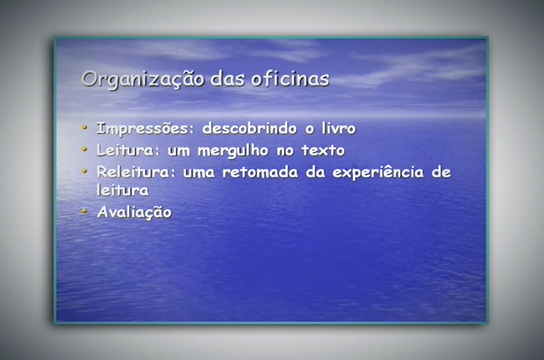 Organização das oficinas
• Impressões: descobrindo o livro
• Leitura: um mergulho no texto
• Releitura: uma retomada da experiência de
leitura
• Avaliação